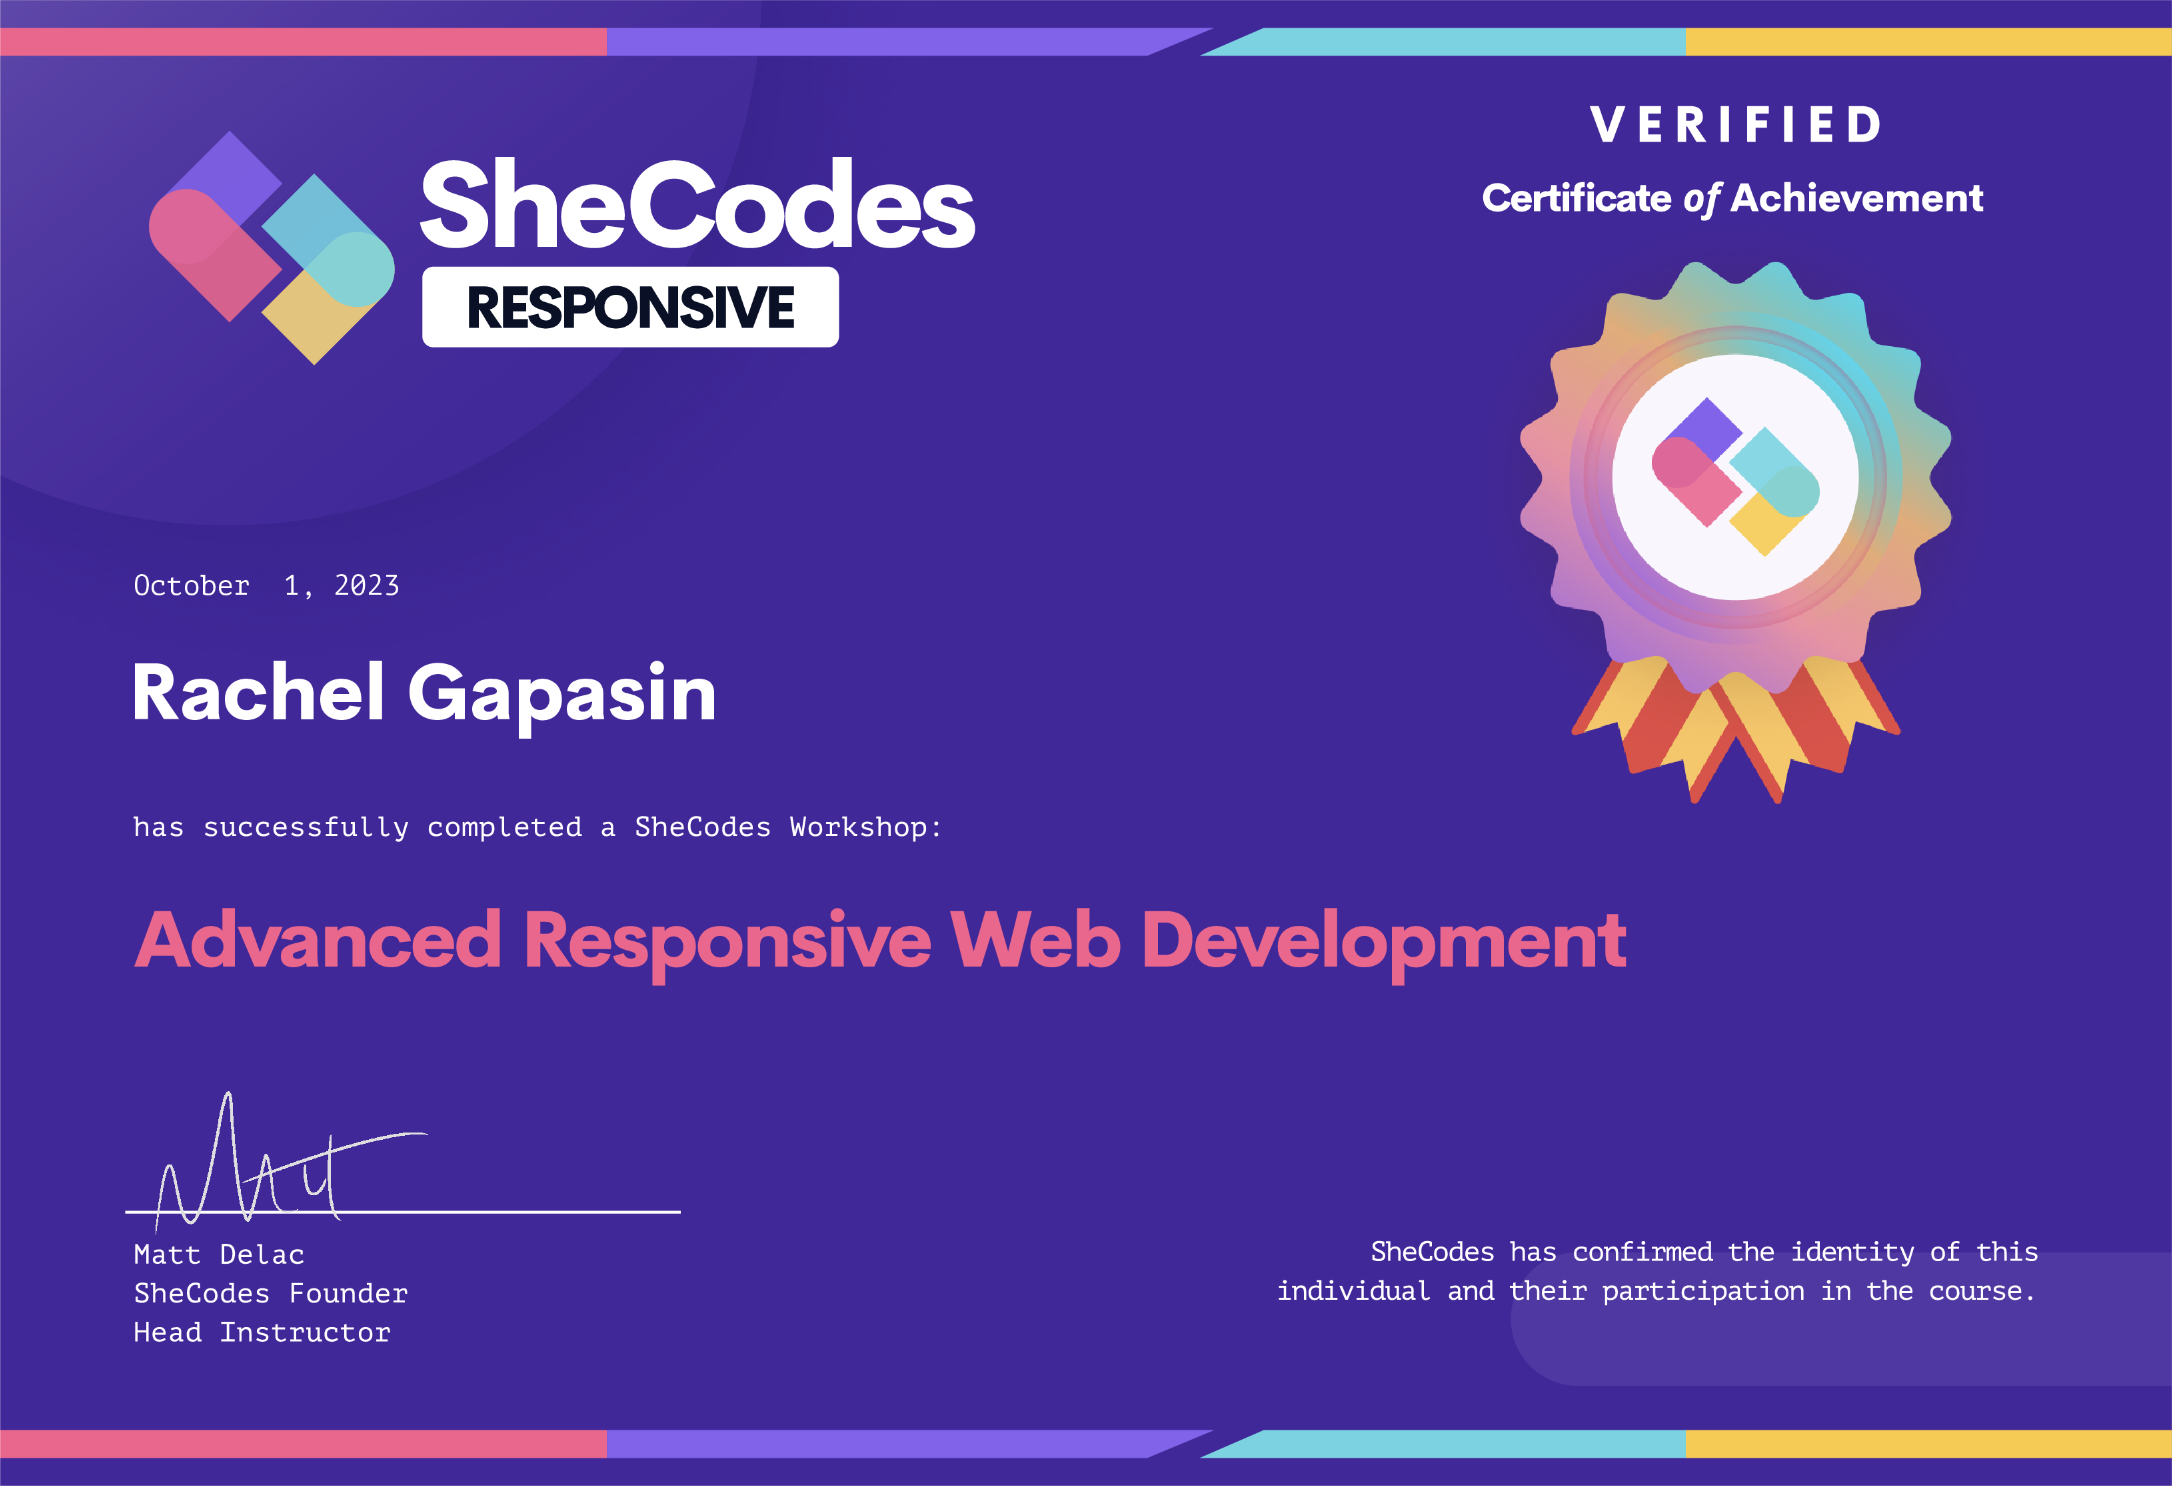 SheCodes
RESPONSIVE
VERIFIED
Certificate of Achievement
October  1, 2023
Rachel Gapasin
has successfully completed a SheCodes Workshop:
Advanced Responsive Web Development
Matt
Matt Delac
SheCodes Founder
Head Instructor
SheCodes has confirmed the identity of this
individual and their participation in the course.